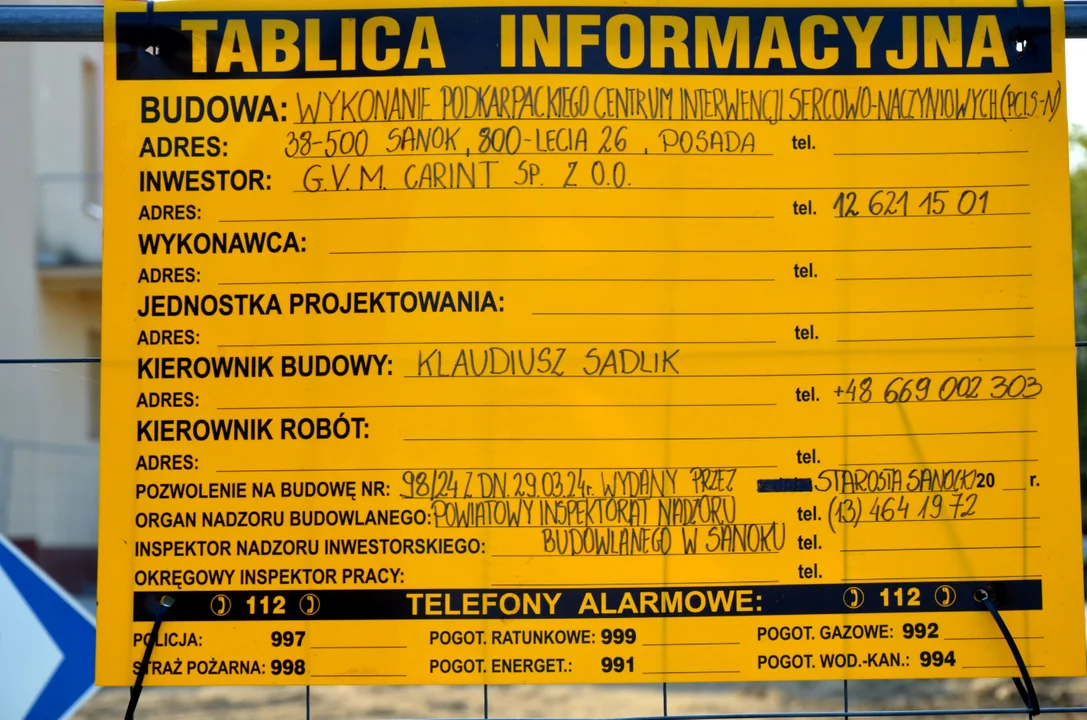 TABLICA INFORMACYJNA
BUDOWA: WYKONANIE PODKARPACKIEGO CENTRUM INTERWENCJI SERCOWO-NACZYNIOWYCH (PCIS-N)
ADRES: 38-500 SANOK, 800-LECIA 26, POSADA tel.
INWESTOR: G.V.M. CARINT SP. Z O.O.
ADRES: tel. 12 621 15 01
WYKONAWCA:
ADRES: tel.
JEDNOSTKA PROJEKTOWANIA:
ADRES: tel.
KIEROWNIK BUDOWY: KLAUDIUSZ SADLIK
ADRES: tel. +48 669 002 303
KIEROWNIK ROBÓT:
ADRES: tel.
POZWOLENIE NA BUDOWĘ NR: 98/24 Z DN. 29.03.24r. WYDANY PRZEZ STAROSTA SANOCKI 20 r.
ORGAN NADZORU BUDOWLANEGO: POWIATOWY INSPEKTORAT NADZORU tel. (13) 464 19 72
INSPEKTOR NADZORU INWESTORSKIEGO: BUDOWLANEGO W SANOKU tel.
OKRĘGOWY INSPEKTOR PRACY: tel.
112 TELEFONY ALARMOWE: 112
POLICJA: 997 POGOT. RATUNKOWE: 999 POGOT. GAZOWE: 992
STRAŻ POŻARNA: 998 POGOT. ENERGET.: 991 POGOT. WOD.-KAN.: 994